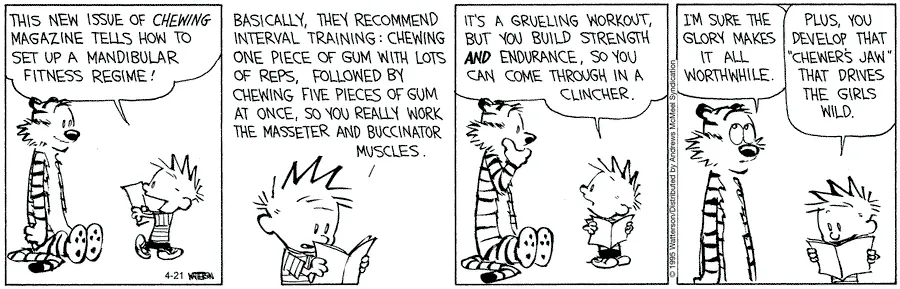 THIS NEW ISSUE OF CHEWING
MAGAZINE TELLS HOW TO
SET UP A MANDIBULAR
FITNESS REGIME!
4-21 WATTERSON
BASICALLY, THEY RECOMMEND
INTERVAL TRAINING: CHEWING
ONE PIECE OF GUM WITH LOTS
OF REPS, FOLLOWED BY
CHEWING FIVE PIECES OF GUM
AT ONCE, SO YOU REALLY WORK
THE MASSETER AND BUCCINATOR
MUSCLES.
IT'S A GRUELING WORKOUT,
BUT YOU BUILD STRENGTH
AND ENDURANCE, SO YOU
CAN COME THROUGH IN A
CLINCHER.
© 1995 Watterson/Distributed by Andrews McMeel Syndication
I'M SURE THE
GLORY MAKES
IT ALL
WORTHWHILE.
PLUS, YOU
DEVELOP THAT
"CHEWER'S JAW"
THAT DRIVES
THE GIRLS
WILD.